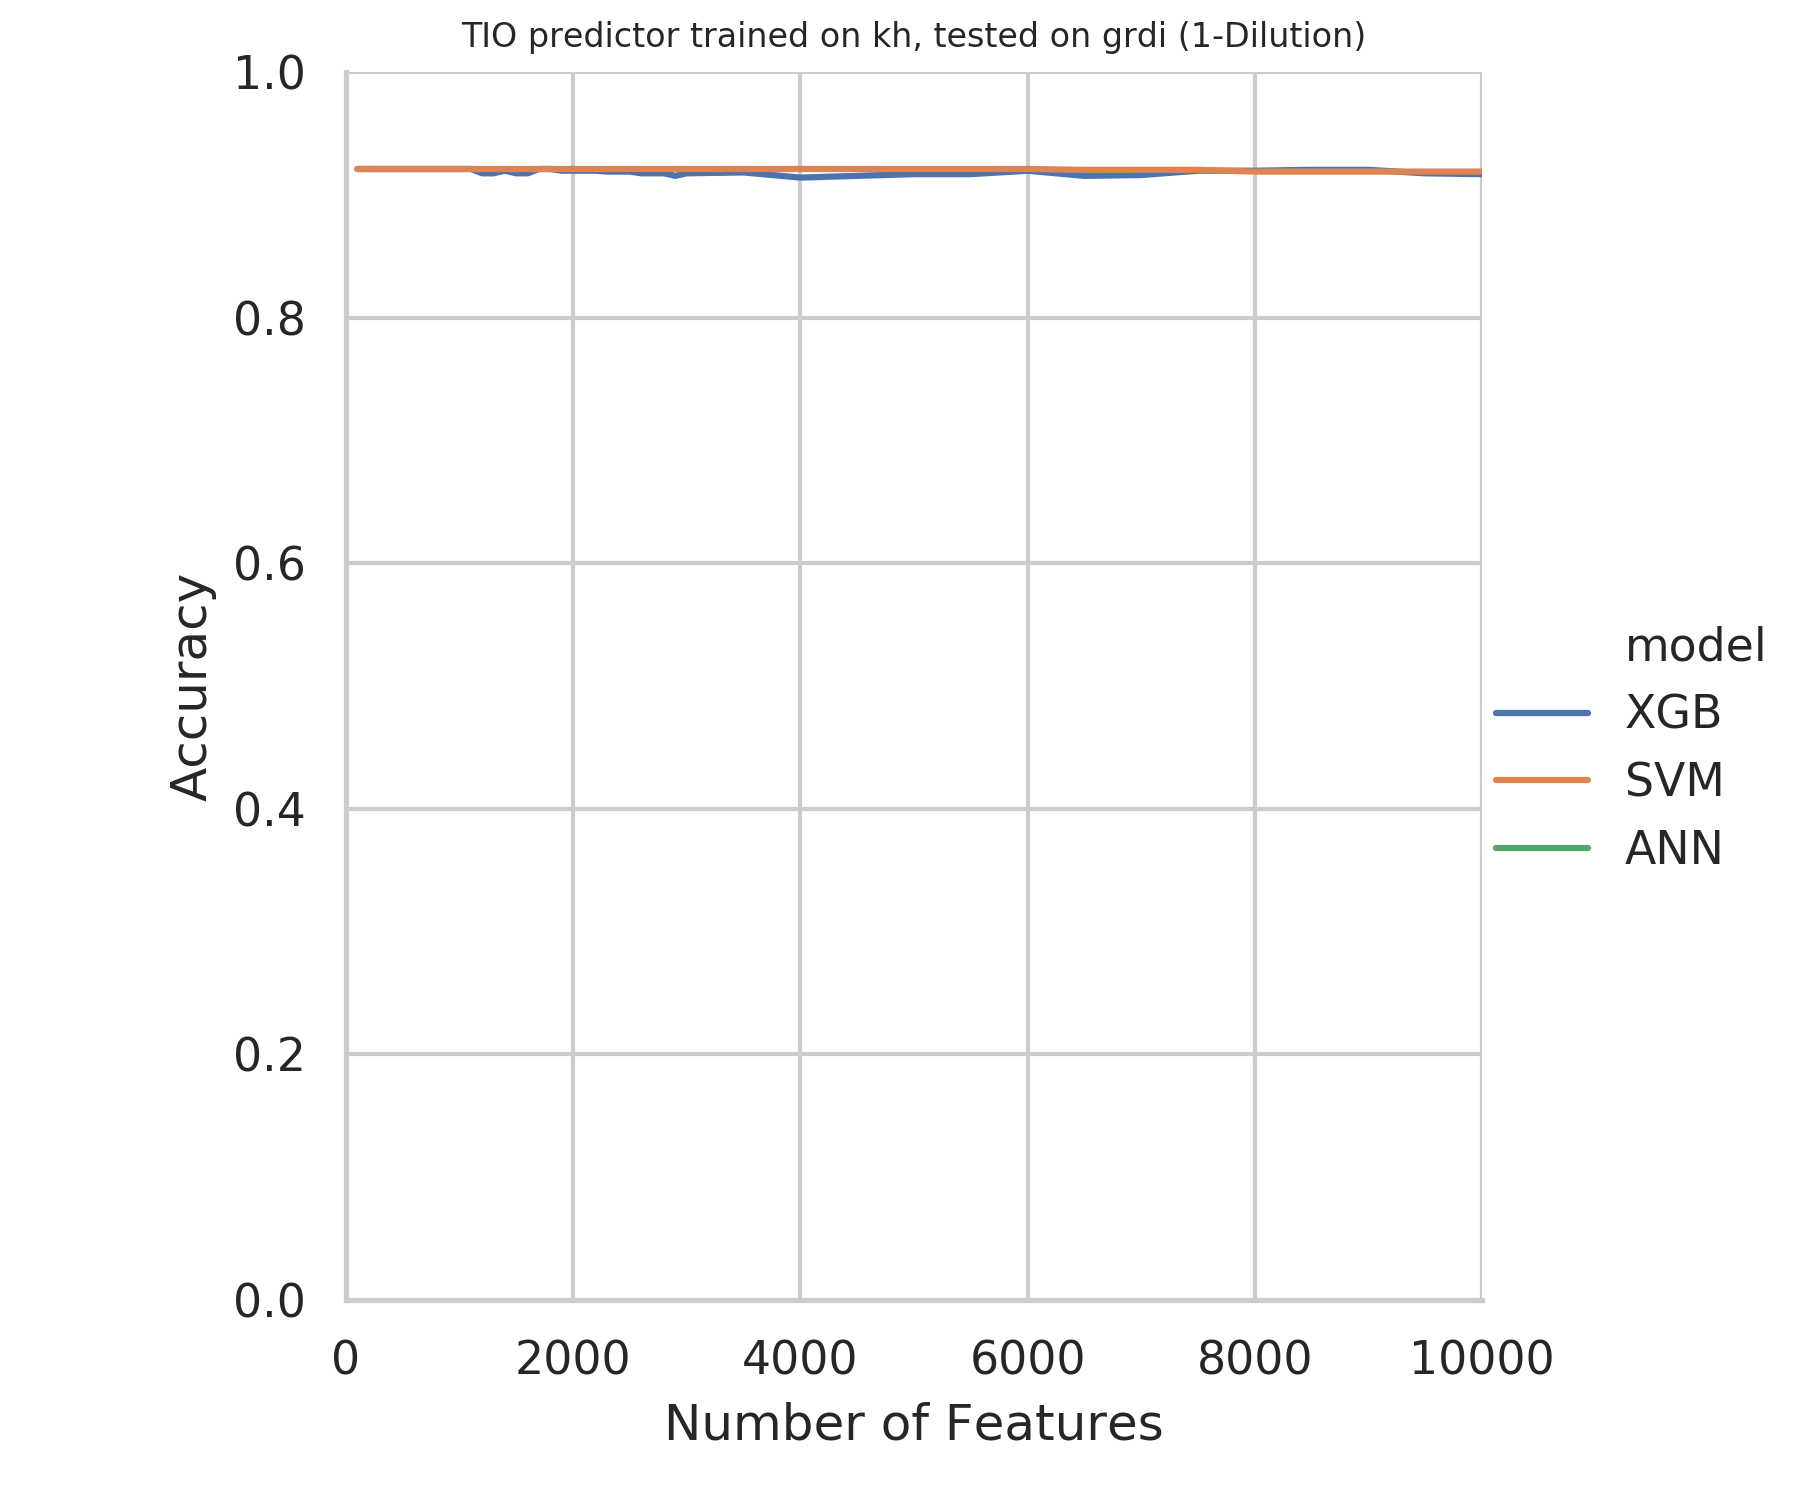 TIO predictor trained on kh, tested on grdi (1-Dilution)
1.0
0.8
0.6
0.4
0.2
0.0
Accuracy
0 2000 4000 6000 8000 10000
Number of Features
model
XGB
SVM
ANN